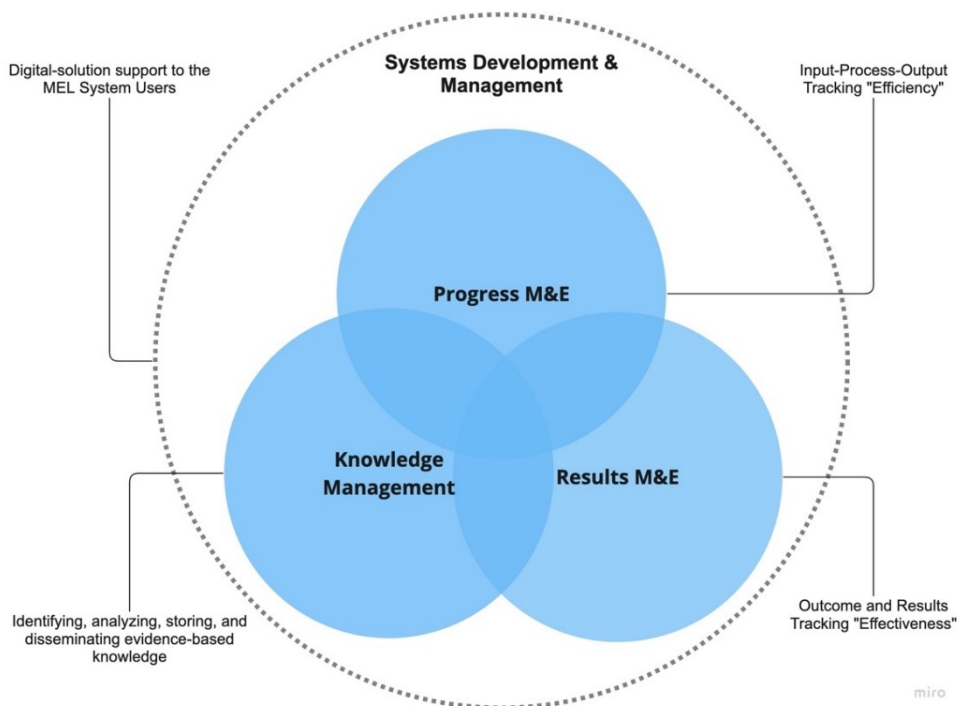 Systems Development &
Management
Digital-solution support to the
MEL System Users
Input-Process-Output
Tracking "Efficiency"
Progress M&E
Knowledge
Management
Results M&E
Identifying, analyzing, storing, and
disseminating evidence-based
knowledge
Outcome and Results
Tracking "Effectiveness"
miro